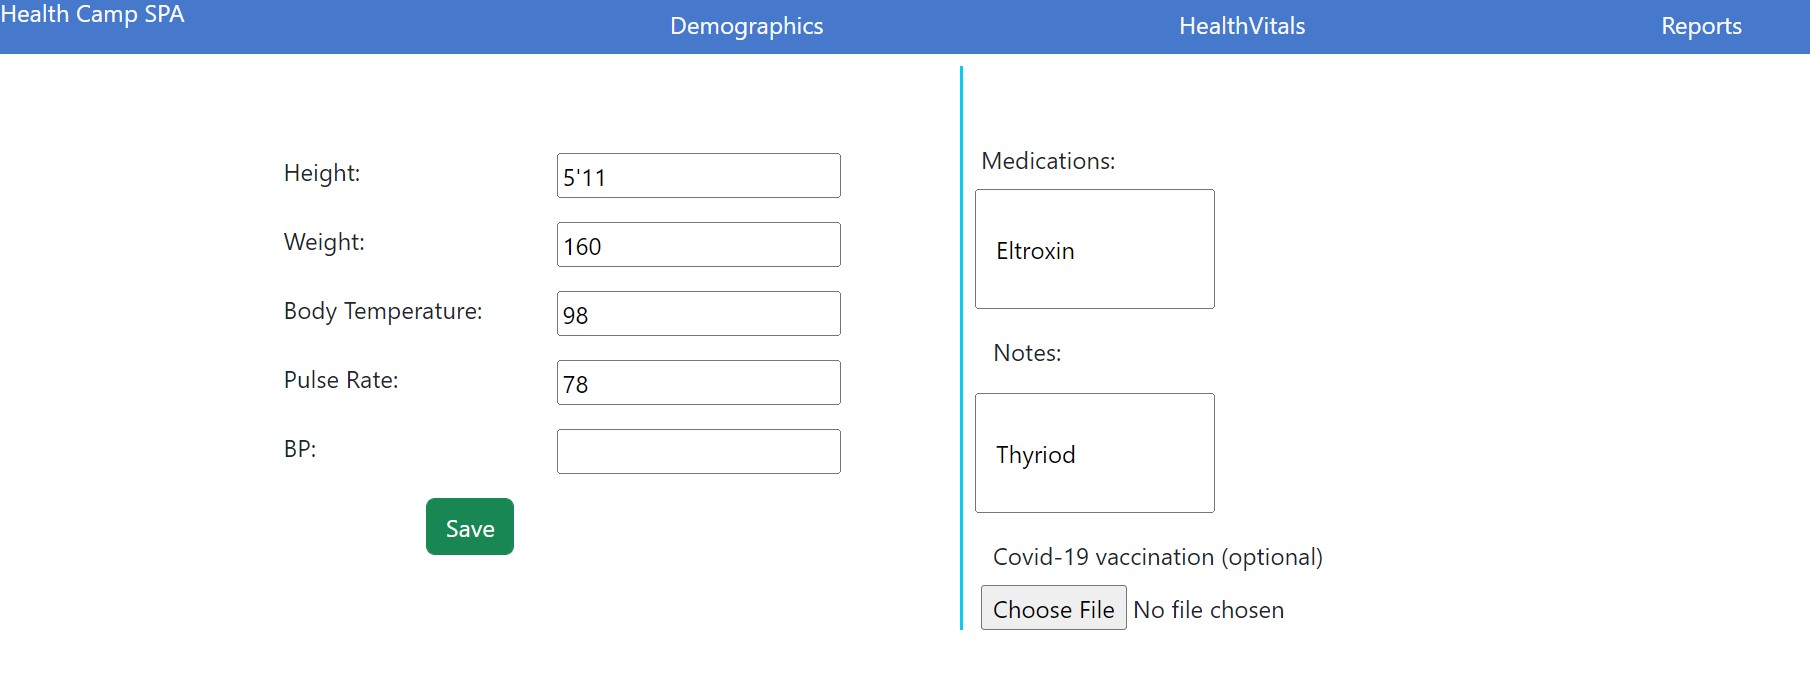 Health Camp SPA
Demographics
HealthVitals
Reports
Height:
5'11
Weight:
160
Body Temperature:
98
Pulse Rate:
78
BP:
Save
Medications:
Eltroxin
Notes:
Thyriod
Covid-19 vaccination (optional)
Choose File No file chosen